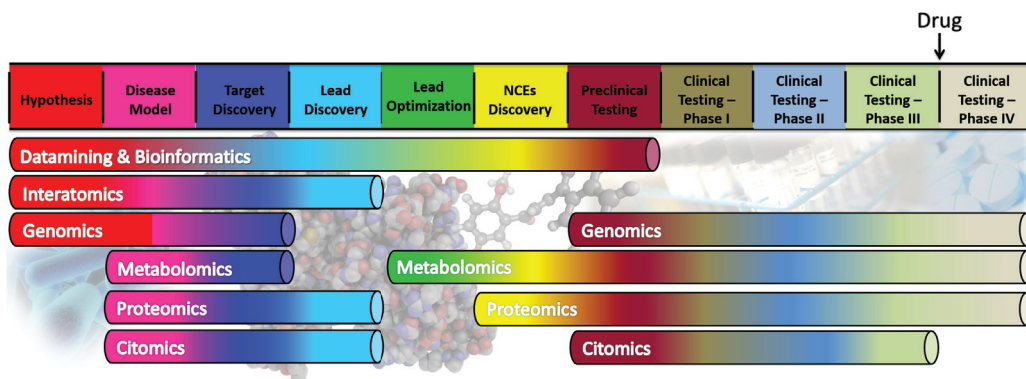 Drug
Hypothesis
Disease
Model
Target
Discovery
Lead
Discovery
Lead
Optimization
NCEs
Discovery
Preclinical
Testing
Clinical
Testing –
Phase I
Clinical
Testing –
Phase II
Clinical
Testing –
Phase III
Clinical
Testing –
Phase IV
Datamining & Bioinformatics
Interatomics
Genomics
Genomics
Metabolomics
Metabolomics
Proteomics
Proteomics
Citomics
Citomics